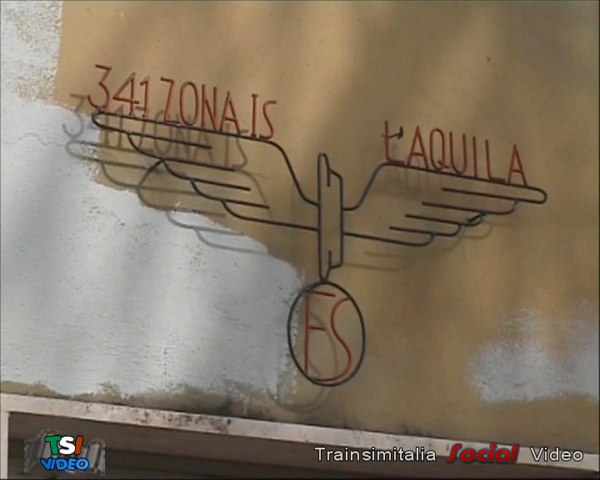 341 ZONA IS
L'AQUILA
FS
TSI
VIDEO
Trainsimitalia Social Video